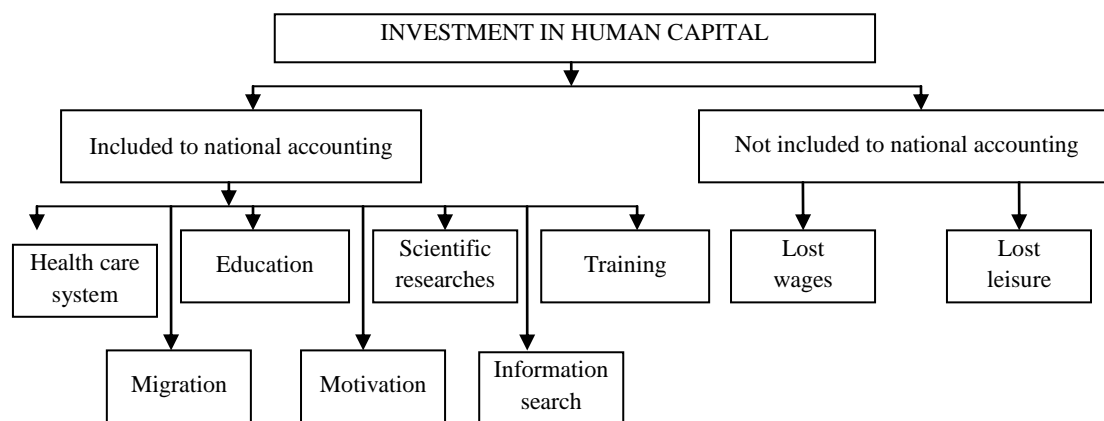 INVESTMENT IN HUMAN CAPITAL
Included to national accounting
Not included to national accounting
Health care
system
Education
Scientific
researches
Training
Lost
wages
Lost
leisure
Migration
Motivation
Information
search